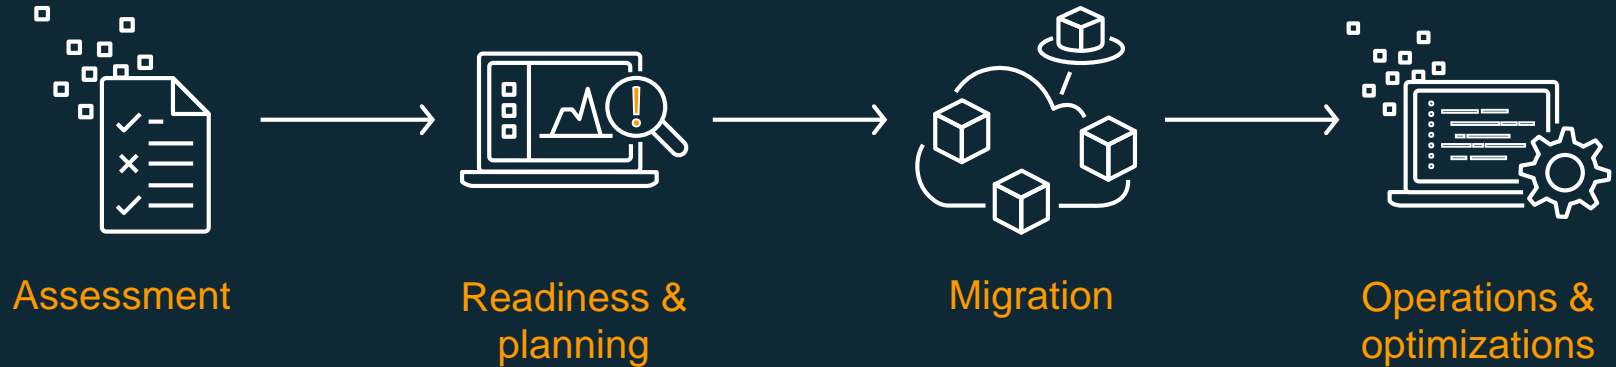 Assessment
Readiness &
planning
Migration
Operations &
optimizations